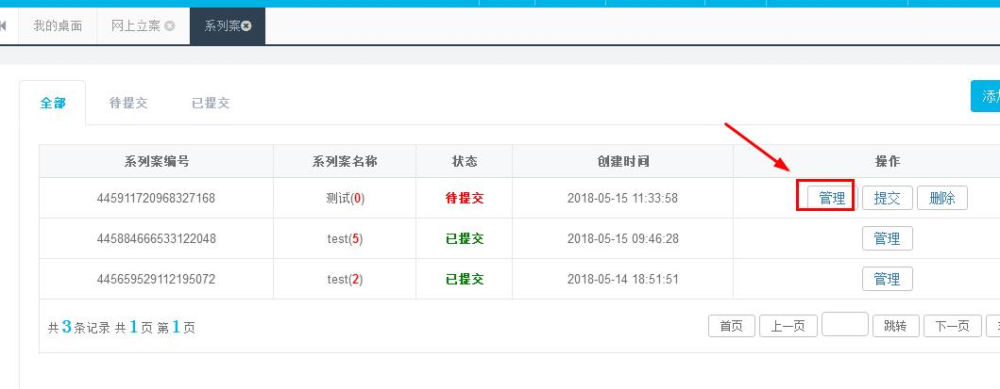 我的桌面 网上立案 系列案
全部 待提交 已提交
系列案编号 系列案名称 状态 创建时间 操作
445911720968327168 测试(0) 待提交 2018-05-15 11:33:58 管理 提交 删除
445884666533122048 test(5) 已提交 2018-05-15 09:46:28 管理
445659529112195072 test(2) 已提交 2018-05-14 18:51:51 管理
共3条记录 共1页 第1页 首页 上一页 跳转 下一页